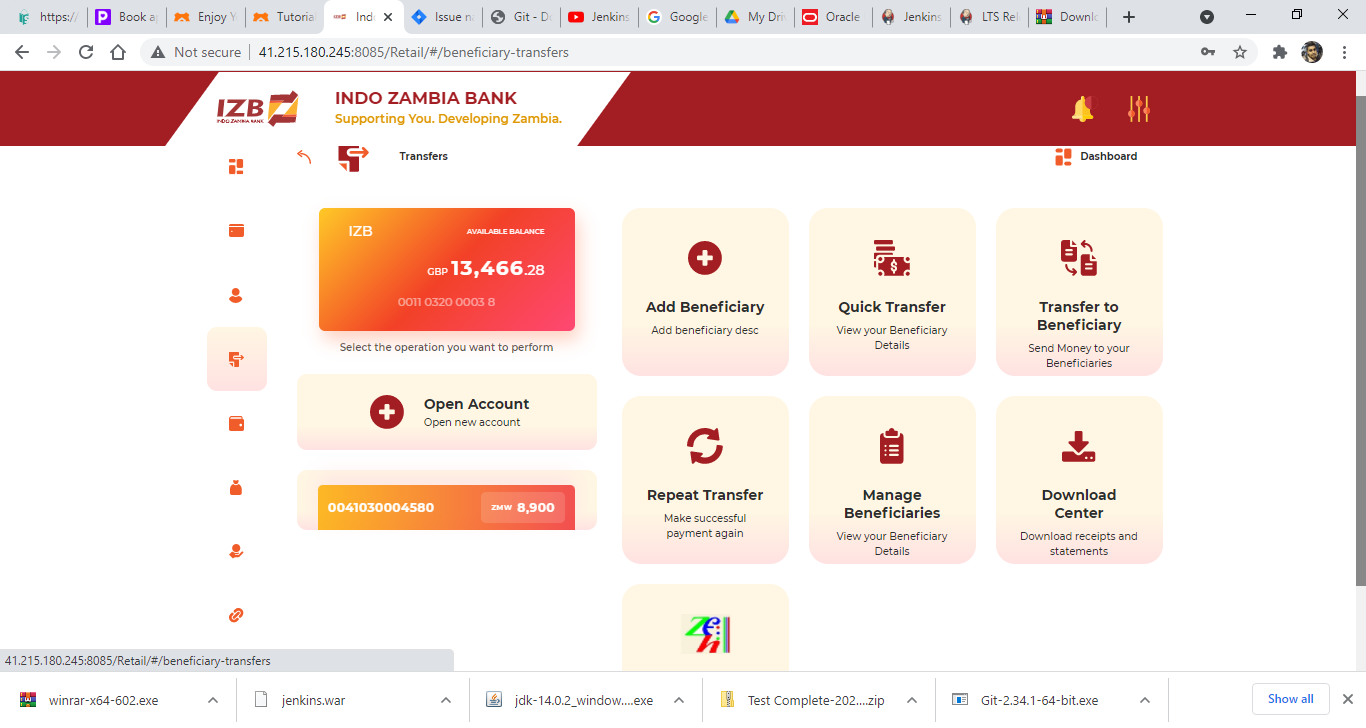 https:/
Book a
Enjoy Y
Tutoria
Ind
Issue n
Git - D
Jenkins
Google
My Dri
Oracle
Jenkins
LTS Rel
Downl
Not secure
41.215.180.245:8085/Retail/#/beneficiary-transfers
IZB
INDO ZAMBIA BANK
INDO ZAMBIA BANK
Supporting You. Developing Zambia.
Transfers
Dashboard
IZB
AVAILABLE BALANCE
GBP 13,466.28
0011 0320 0003 8
Select the operation you want to perform
Open Account
Open new account
0041030004580
ZMW 8,900
Add Beneficiary
Add beneficiary desc
Quick Transfer
View your Beneficiary
Details
Transfer to
Beneficiary
Send Money to your
Beneficiaries
Repeat Transfer
Make successful
payment again
Manage
Beneficiaries
View your Beneficiary
Details
Download
Center
Download receipts and
statements
41.215.180.245:8085/Retail/#/beneficiary-transfers
winrar-x64-602.exe
jenkins.war
jdk-14.0.2_window....exe
Test Complete-202....zip
Git-2.34.1-64-bit.exe
Show all